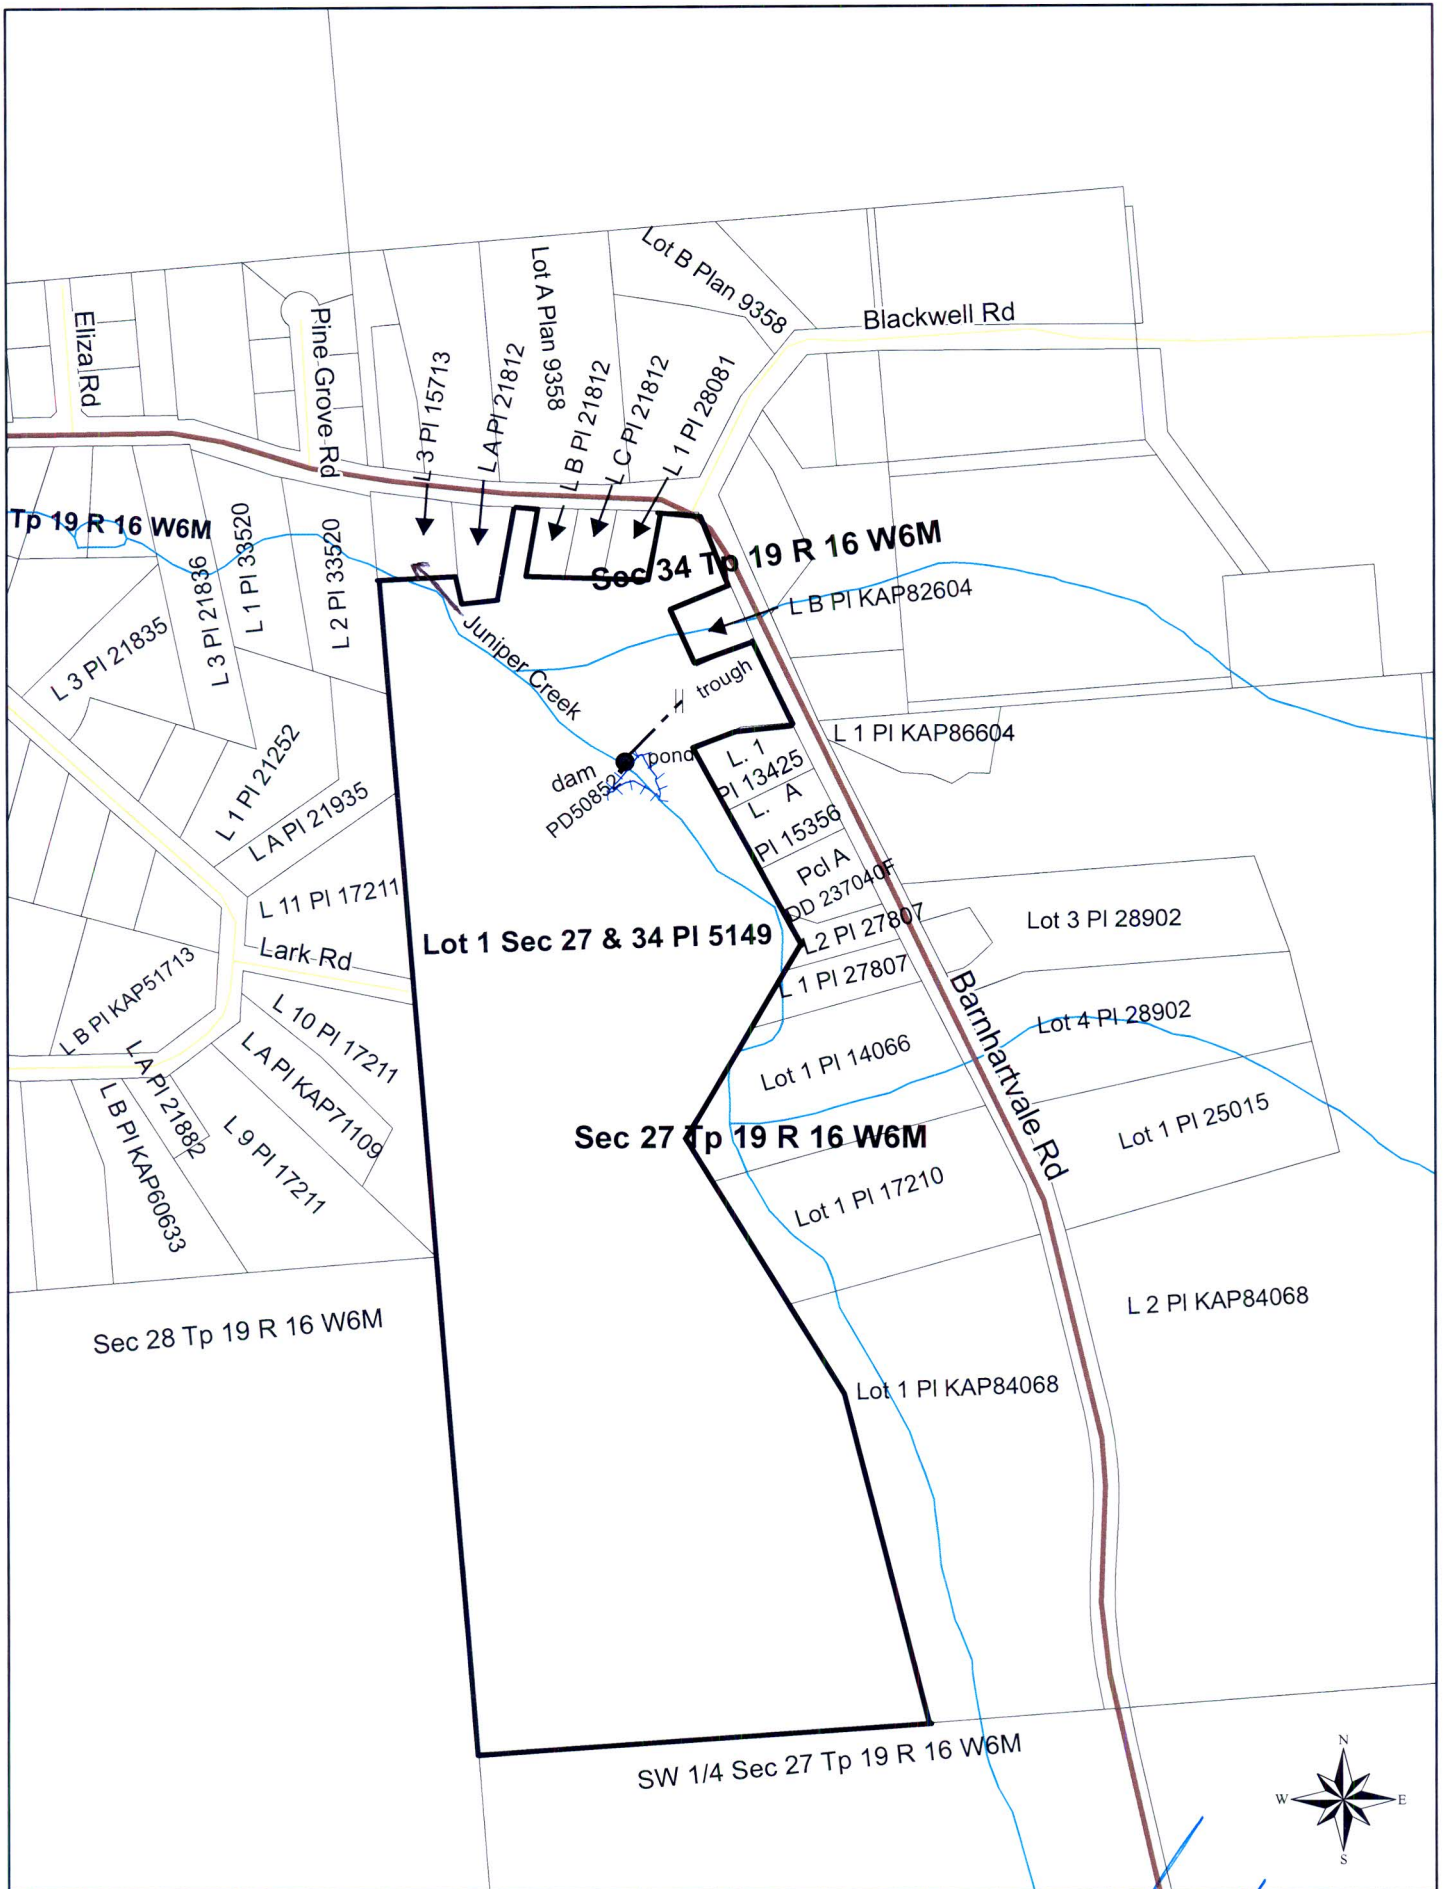 Lot B Plan 9358
Lot A Plan 9358
Blackwell Rd
Eliza Rd
Pine Grove Rd
L 3 Pl 15713
L A Pl 21812
L B Pl 21812
L C Pl 21812
L 1 Pl 28081
Tp 19 R 16 W6M
Sec 34 Tp 19 R 16 W6M
L 3 Pl 21835
L 3 Pl 21836
L 1 Pl 33520
L 2 Pl 33520
L B Pl KAP82604
Juniper Creek
trough
L 1 Pl KAP86604
dam
pond
PD50852
L. 1
Pl 13425
L. A
Pl 15356
Pcl A
DD 237040F
L2 Pl 27807
L 1 Pl 27807
L 1 Pl 21252
L A Pl 21935
L 11 Pl 17211
Lark Rd
Lot 1 Sec 27 & 34 Pl 5149
Lot 3 Pl 28902
Lot 4 Pl 28902
Barnhartvale Rd
L B Pl KAP51713
L 10 Pl 17211
L A Pl KAP71109
L A Pl 21882
L B Pl KAP60633
L 9 Pl 17211
Lot 1 Pl 14066
Sec 27 Tp 19 R 16 W6M
Lot 1 Pl 25015
Lot 1 Pl 17210
Sec 28 Tp 19 R 16 W6M
L 2 Pl KAP84068
Lot 1 Pl KAP84068
SW 1/4 Sec 27 Tp 19 R 16 W6M
N
W
E
S